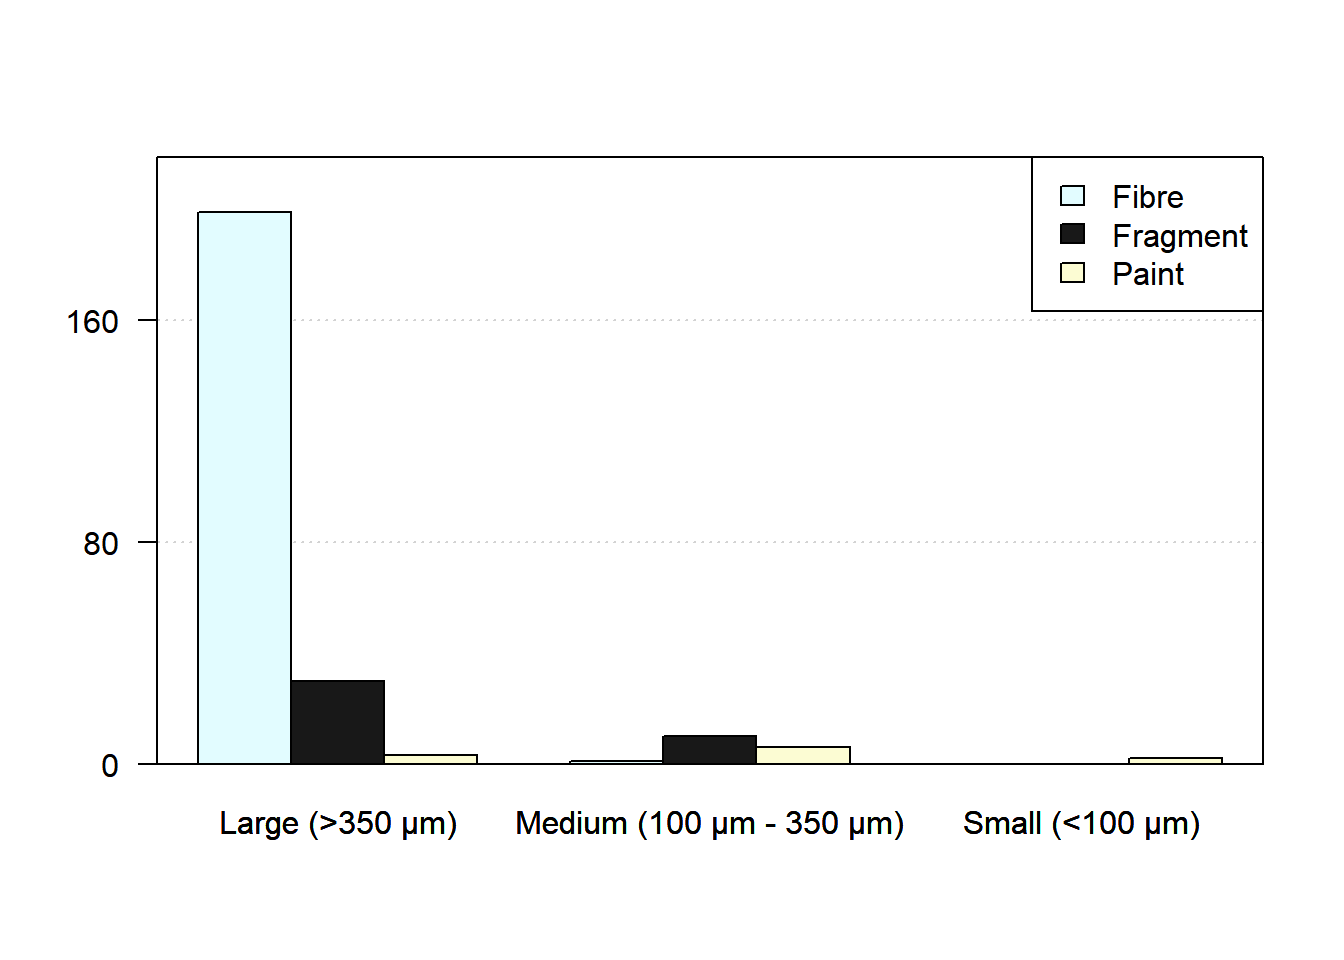 Fibre
Fragment
Paint
160
80
0
Large (>350 µm)
Medium (100 µm - 350 µm)
Small (<100 µm)